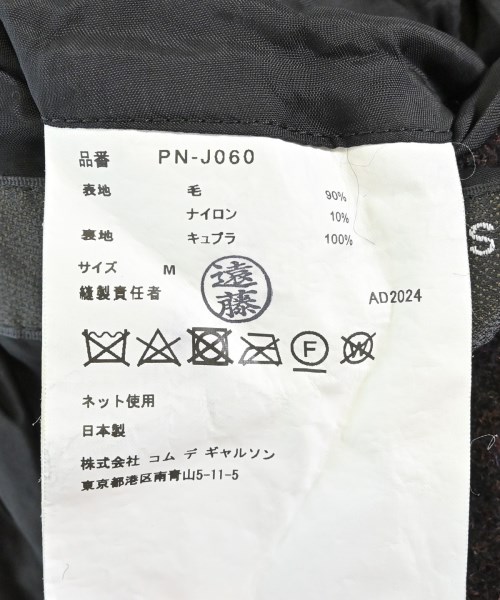 品番 PN-J060
表地 毛 90%
ナイロン 10%
裏地 キュプラ 100%
サイズ M
縫製責任者 遠藤 AD2024
F W
ネット使用
日本製
株式会社 コム デ ギャルソン
東京都港区南青山5-11-5
S